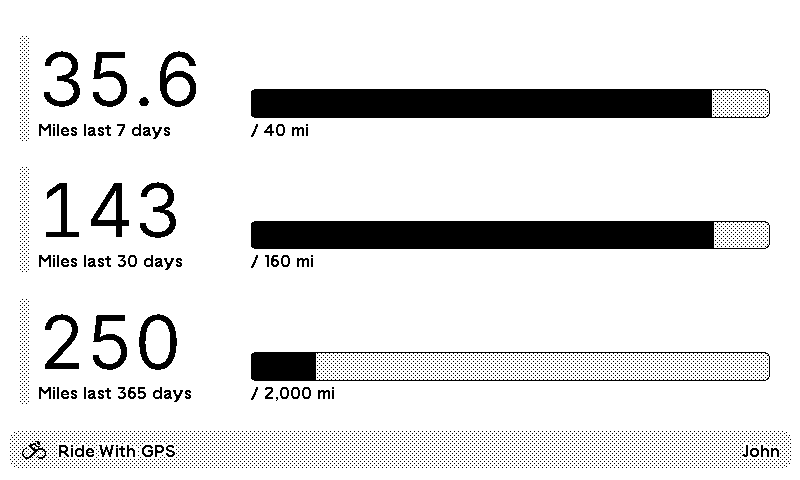 35.6
Miles last 7 days
/ 40 mi
143
Miles last 30 days
/ 160 mi
250
Miles last 365 days
/ 2,000 mi
Ride With GPS
John